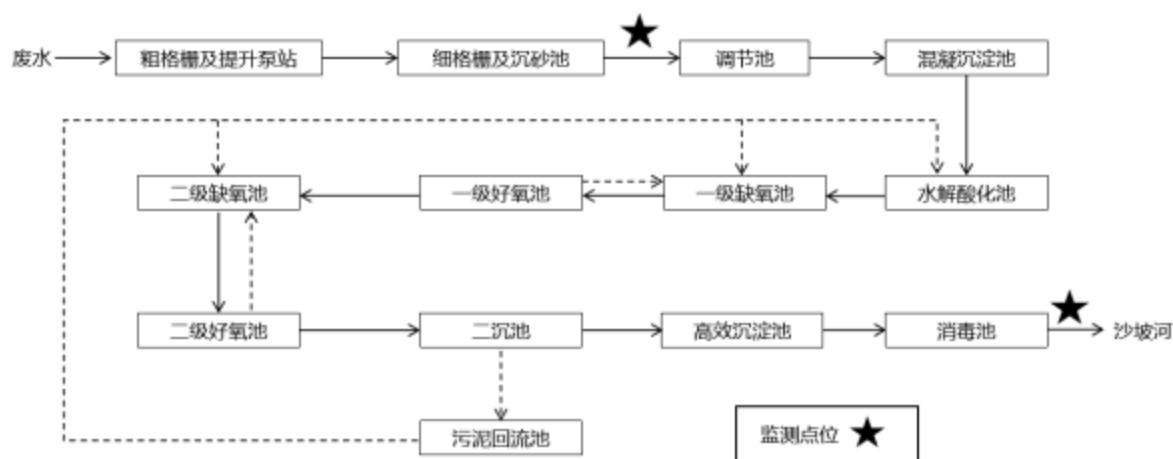 废水
粗格栅及提升泵站
细格栅及沉砂池
调节池
混凝沉淀池
二级缺氧池
一级好氧池
一级缺氧池
水解酸化池
二级好氧池
二沉池
高效沉淀池
消毒池
沙坡河
污泥回流池
监测点位